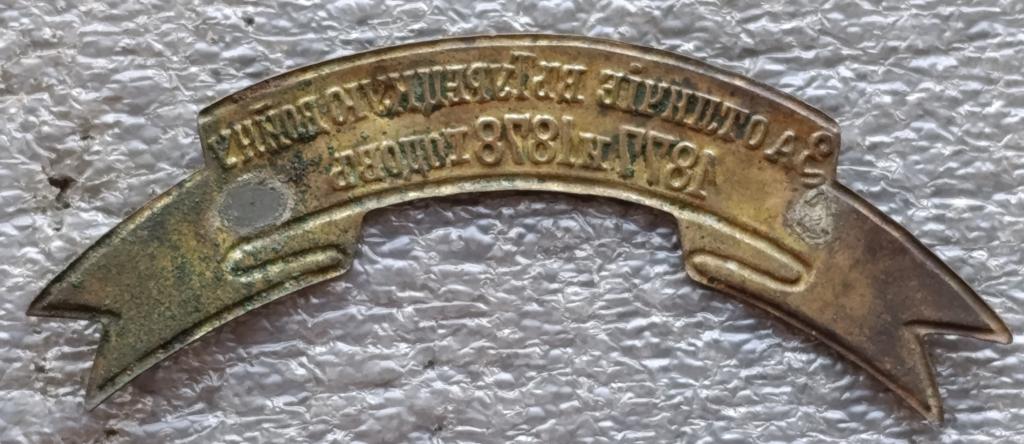 ЗА ОТЛИЧІЕ ВЪ ТУРЕЦКУЮ ВОЙНУ
1877 И 1878 ГОДОВЪ